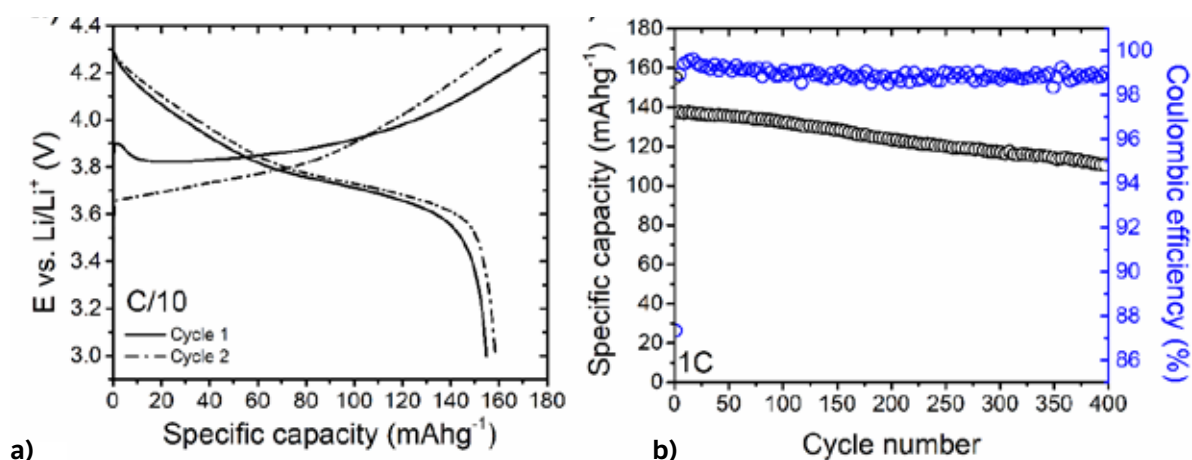 4.4
4.2
4.0
3.8
3.6
3.4
3.2
3.0
E vs. Li/Li⁺ (V)
C/10
Cycle 1
Cycle 2
0 20 40 60 80 100 120 140 160 180
Specific capacity (mAhg⁻¹)
a)
180
160
140
120
100
80
60
40
20
0
Specific capacity (mAhg⁻¹)
1C
0 50 100 150 200 250 300 350 400
Cycle number
100
98
96
94
92
90
88
86
Coulombic efficiency (%)
b)